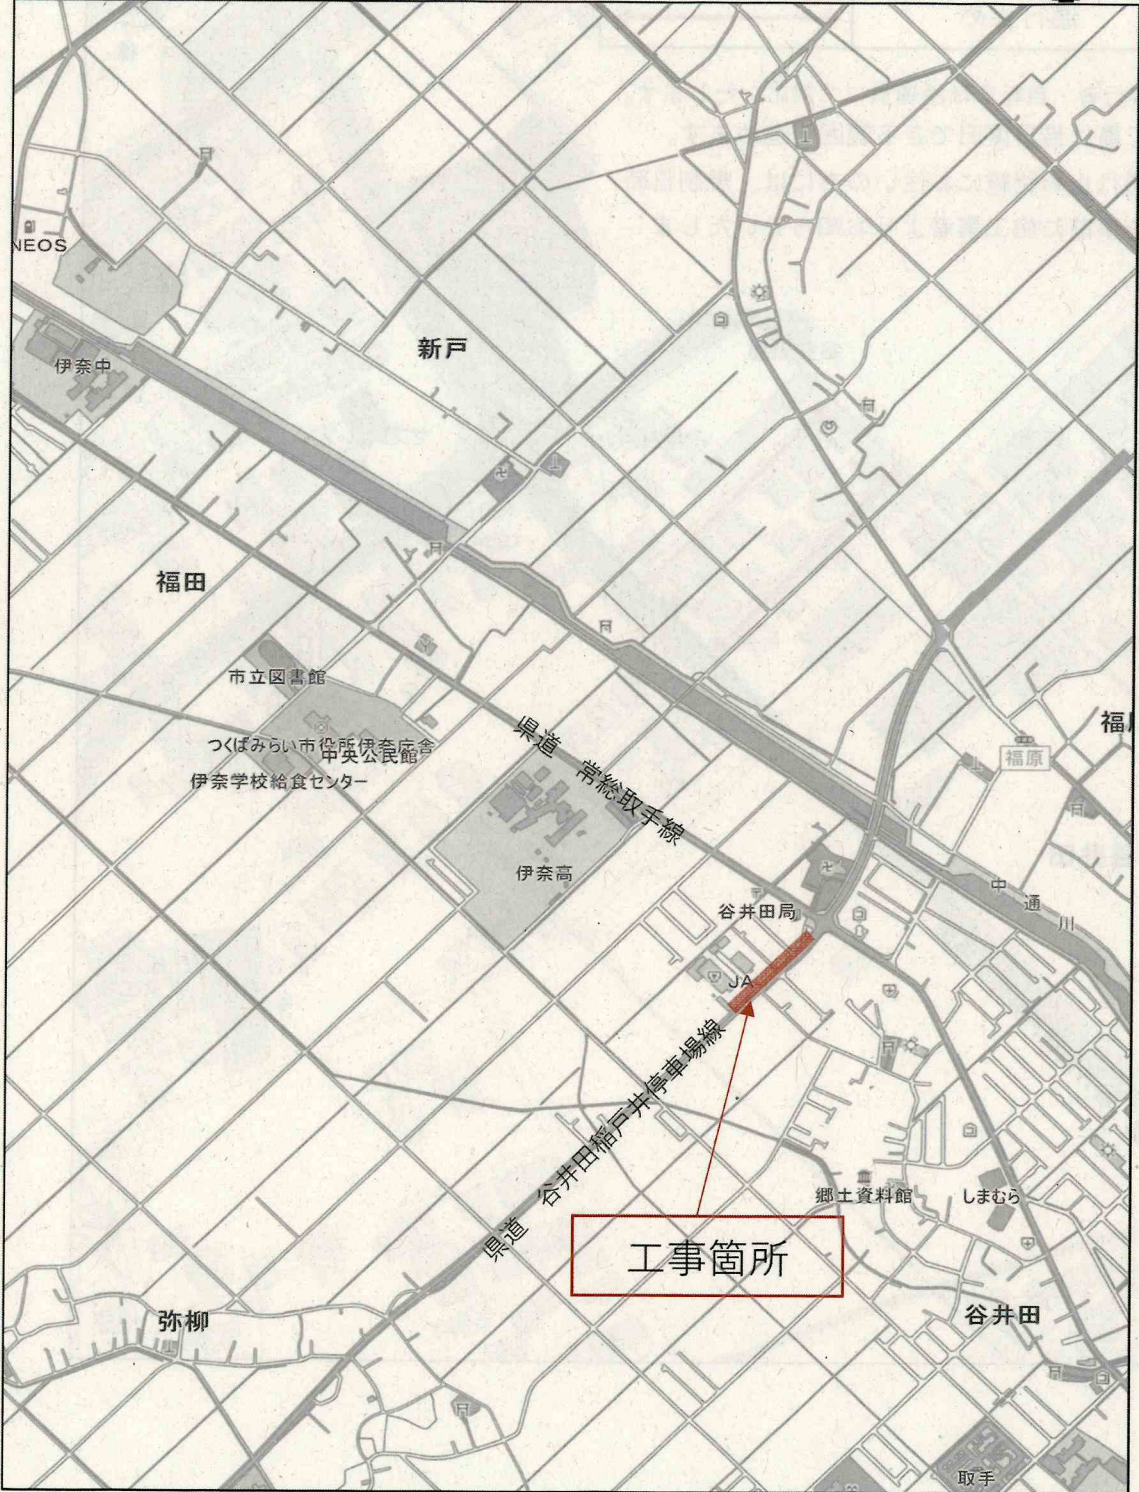 NEOS
伊奈中
新戸
福田
市立図書館
つくばみらい市役所伊奈庁舎
中央公民館
伊奈学校給食センター
県道 常総取手線
福原
伊奈高
谷井田局
中通川
JA
県道 谷井田稲戸井停車場線
郷土資料館
しまむら
工事箇所
弥柳
谷井田
取手